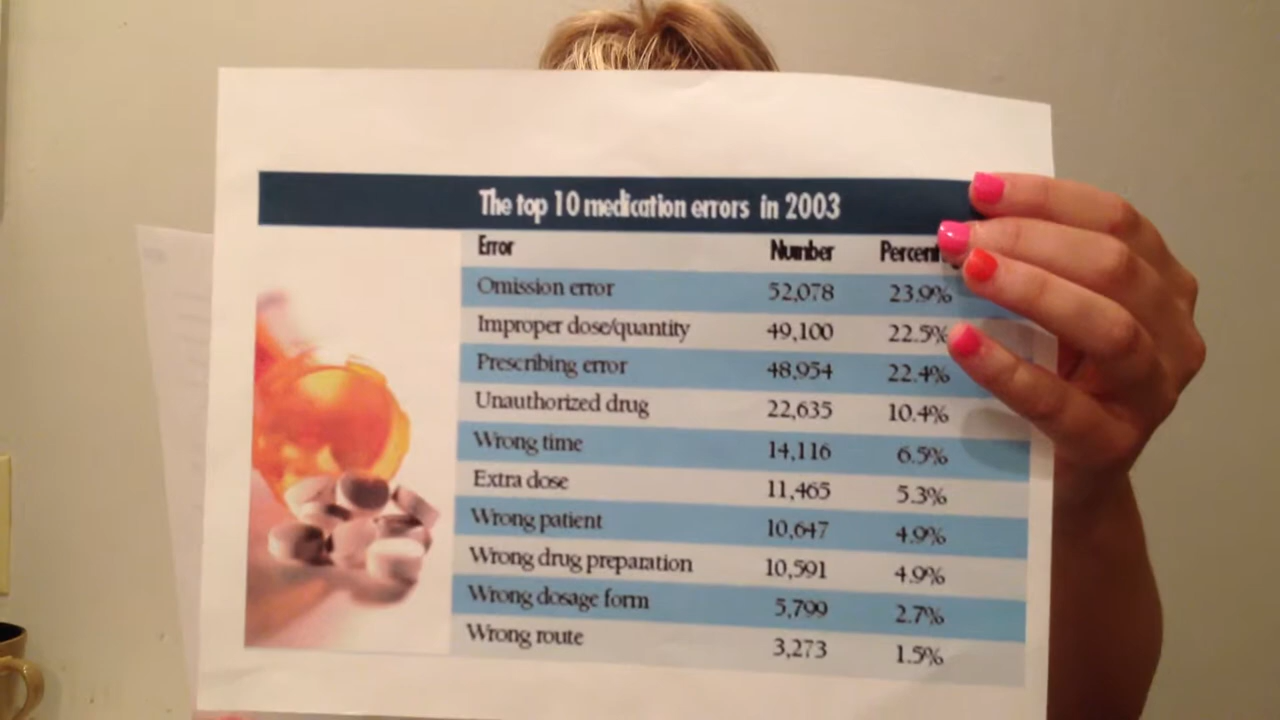 The top 10 medication errors in 2003
Error Number
Omission error 52,078 23.9%
Improper dose/quantity 49,100 22.5%
Prescribing error 48,954 22.4%
Unauthorized drug 22,635 10.4%
Wrong time 14,116 6.5%
Extra dose 11,465 5.3%
Wrong patient 10,647 4.9%
Wrong drug preparation 10,591 4.9%
Wrong dosage form 5,799 2.7%
Wrong route 3,273 1.5%